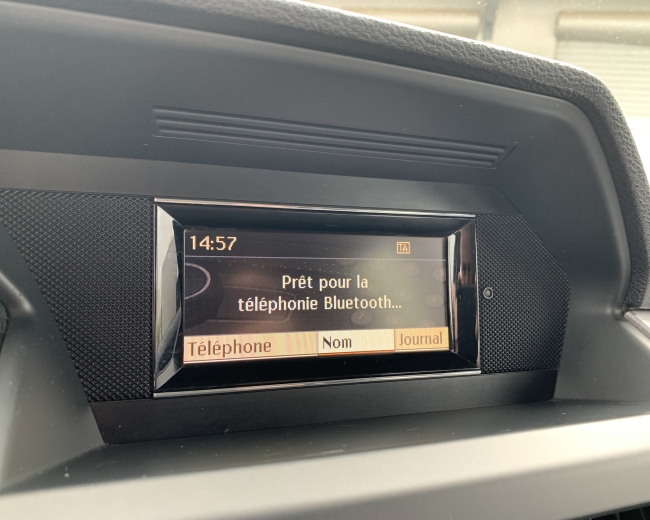 14:57 TA
Prêt pour la
téléphonie Bluetooth...
Téléphone Nom Journal